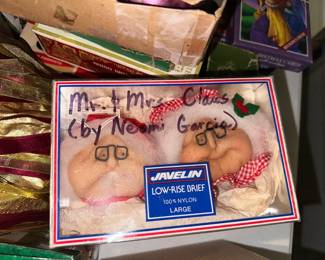 Mr. & Mrs. Claus
(by Neomi Garcia)
JAVELIN
LOW-RISE BRIEF
100% NYLON
LARGE